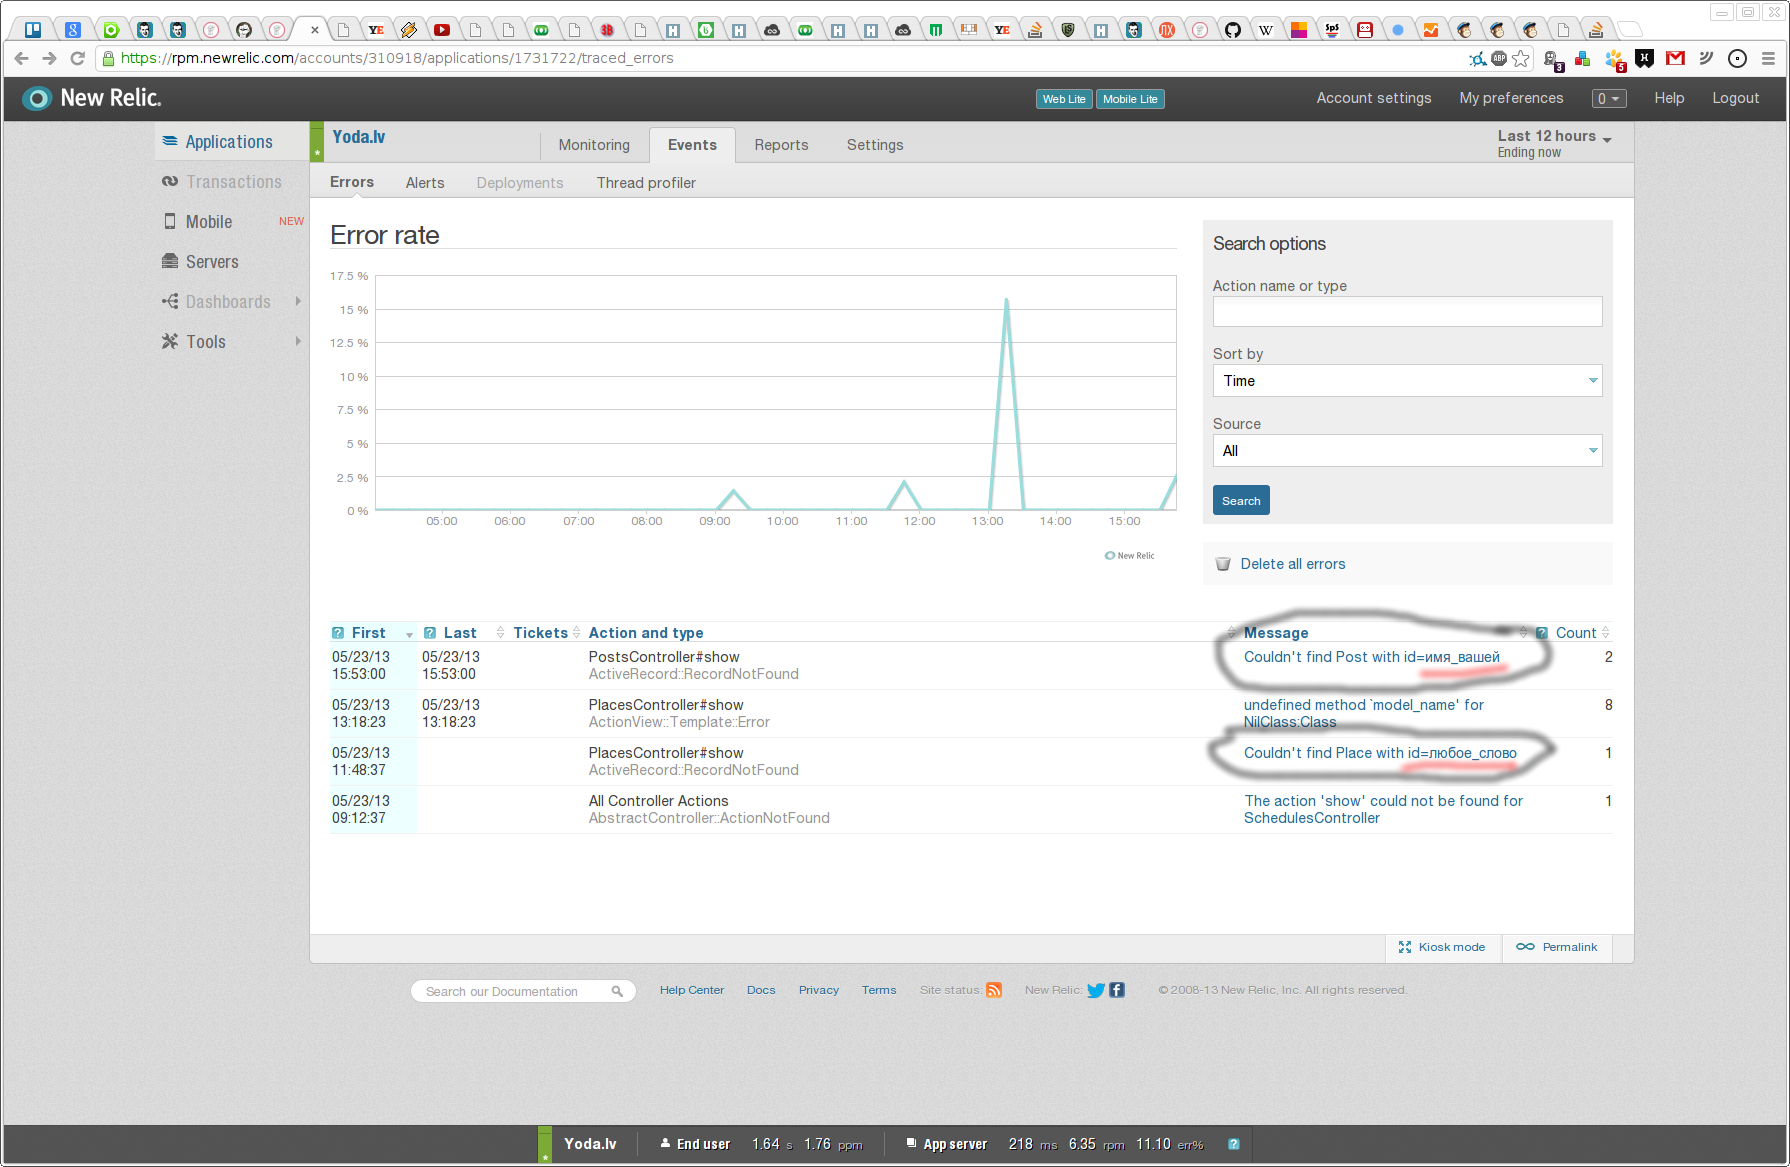 https://rpm.newrelic.com/accounts/310918/applications/1731722/traced_errors
New Relic.
Web Lite Mobile Lite
Account settings My preferences 0 Help Logout
Applications
Transactions
Mobile NEW
Servers
Dashboards
Tools
Yoda.lv
Monitoring Events Reports Settings
Last 12 hours
Ending now
Errors Alerts Deployments Thread profiler
Error rate
17.5 %
15 %
12.5 %
10 %
7.5 %
5 %
2.5 %
0 %
05:00 06:00 07:00 08:00 09:00 10:00 11:00 12:00 13:00 14:00 15:00
New Relic
Search options
Action name or type
Sort by
Time
Source
All
Search
Delete all errors
First Last Tickets Action and type Message Count
05/23/13 05/23/13 PostsController#show Couldn't find Post with id=имя_вашей 2
15:53:00 15:53:00 ActiveRecord::RecordNotFound
05/23/13 05/23/13 PlacesController#show undefined method `model_name' for 8
13:18:23 13:18:23 ActionView::Template::Error NilClass:Class
05/23/13 PlacesController#show Couldn't find Place with id=любое_слово 1
11:48:37 ActiveRecord::RecordNotFound
05/23/13 All Controller Actions The action 'show' could not be found for 1
09:12:37 AbstractController::ActionNotFound SchedulesController
Kiosk mode Permalink
Search our Documentation Help Center Docs Privacy Terms Site status: New Relic: © 2008-13 New Relic, Inc. All rights reserved.
Yoda.lv End user 1.64 s 1.76 ppm App server 218 ms 6.35 rpm 11.10 err%